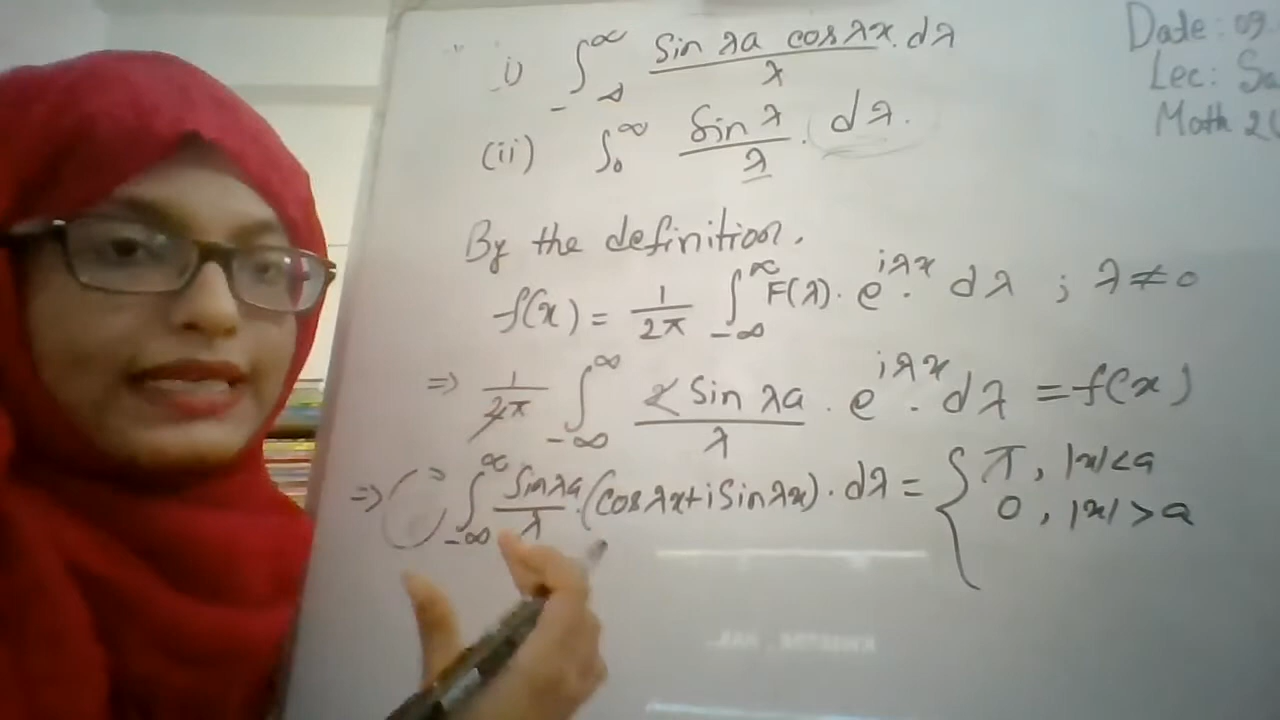 i) ∫_{-∞}^{∞} sin λa cos λx / λ . dλ
(ii) ∫_0^∞ Sin λ / λ . dλ.
Date: 09
Lec: Sa
Math 2
By the definition.
f(x) = 1/2π ∫_{-∞}^{∞} F(λ). e^{iλx} dλ ; λ ≠ 0
⇒ 1/2π ∫_{-∞}^{∞} 2 Sin λa / λ . e^{iλx}. dλ = f(x)
⇒ ∫_{-∞}^{∞} Sin λa / λ . (cos λx + i Sin λx). dλ = { π, |x| < a
0, |x| > a